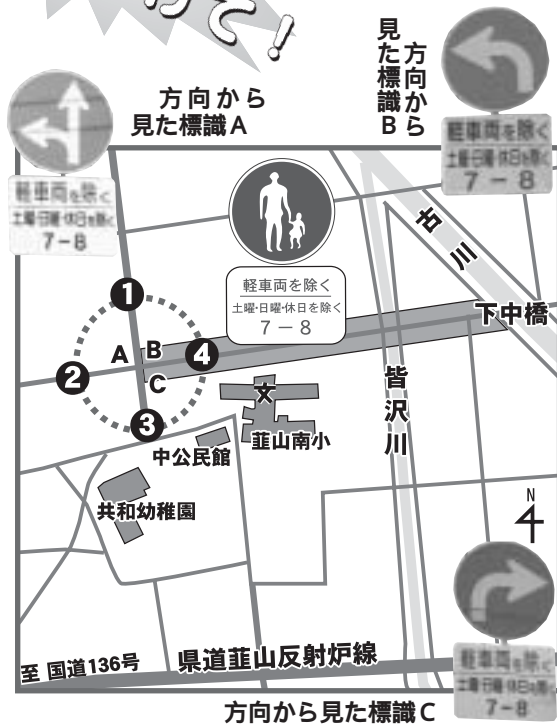 て!
方向から
見た標識A
方向から
見た標識B
軽車両を除く
土曜・日曜・休日を除く
7-8
軽車両を除く
土曜・日曜・休日を除く
7-8
軽車両を除く
土曜・日曜・休日を除く
7-8
古川
下中橋
1
A
B
4
2
C
3
文
皆沢川
韮山南小
中公民館
共和幼稚園
N
至 国道136号
県道韮山反射炉線
軽車両を除く
土曜・日曜・休日を除く
7-8
方向から見た標識C